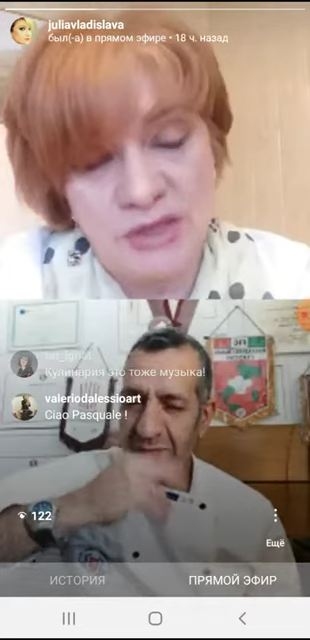 juliavladislava
был(-а) в прямом эфире • 18 ч. назад
Кулинария это тоже музыка!
valeriodalessioart
Ciao Pasquale !
122
Ещё
ИСТОРИЯ
ПРЯМОЙ ЭФИР